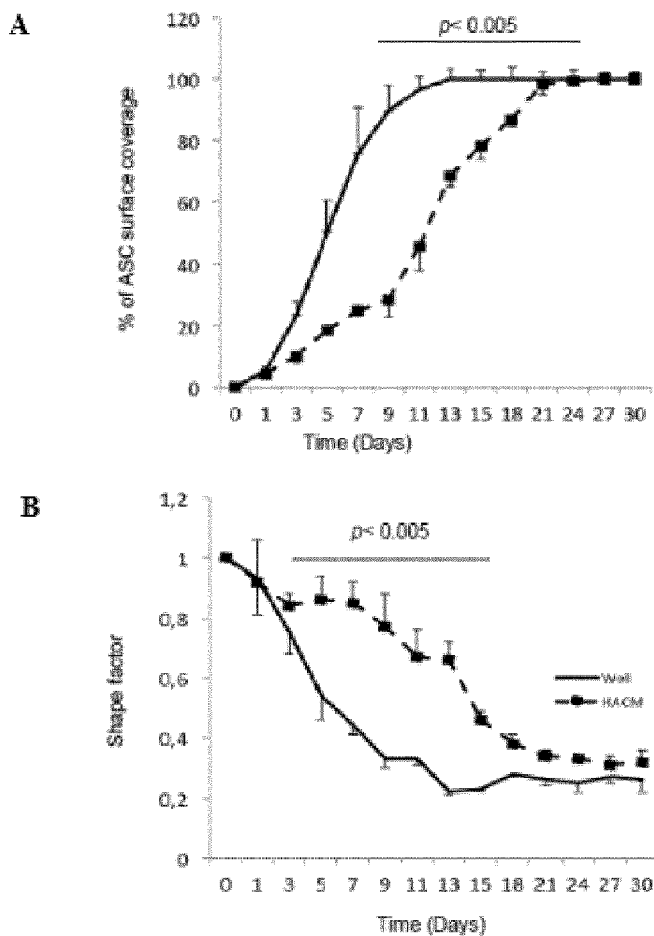 A
p< 0.005
120
100
80
60
40
20
0
% of ASC surface coverage
0 1 3 5 7 9 11 13 15 18 21 24 27 30
Time (Days)
B
p< 0.005
1,2
1
0,8
0,6
0,4
0,2
0
Shape factor
Well
0 1 3 5 7 9 11 13 15 18 21 24 27 30
Time (Days)